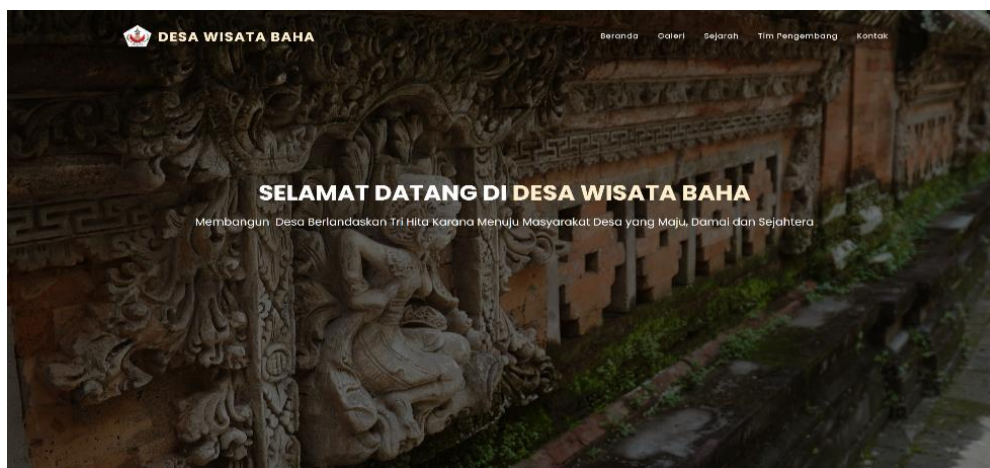 DESA WISATA BAHA
Beranda Galeri Sejarah Tim Pengembang Kontak
SELAMAT DATANG DI DESA WISATA BAHA
Membangun Desa Berlandaskan Tri Hita Karana Menuju Masyarakat Desa yang Maju, Damai dan Sejahtera